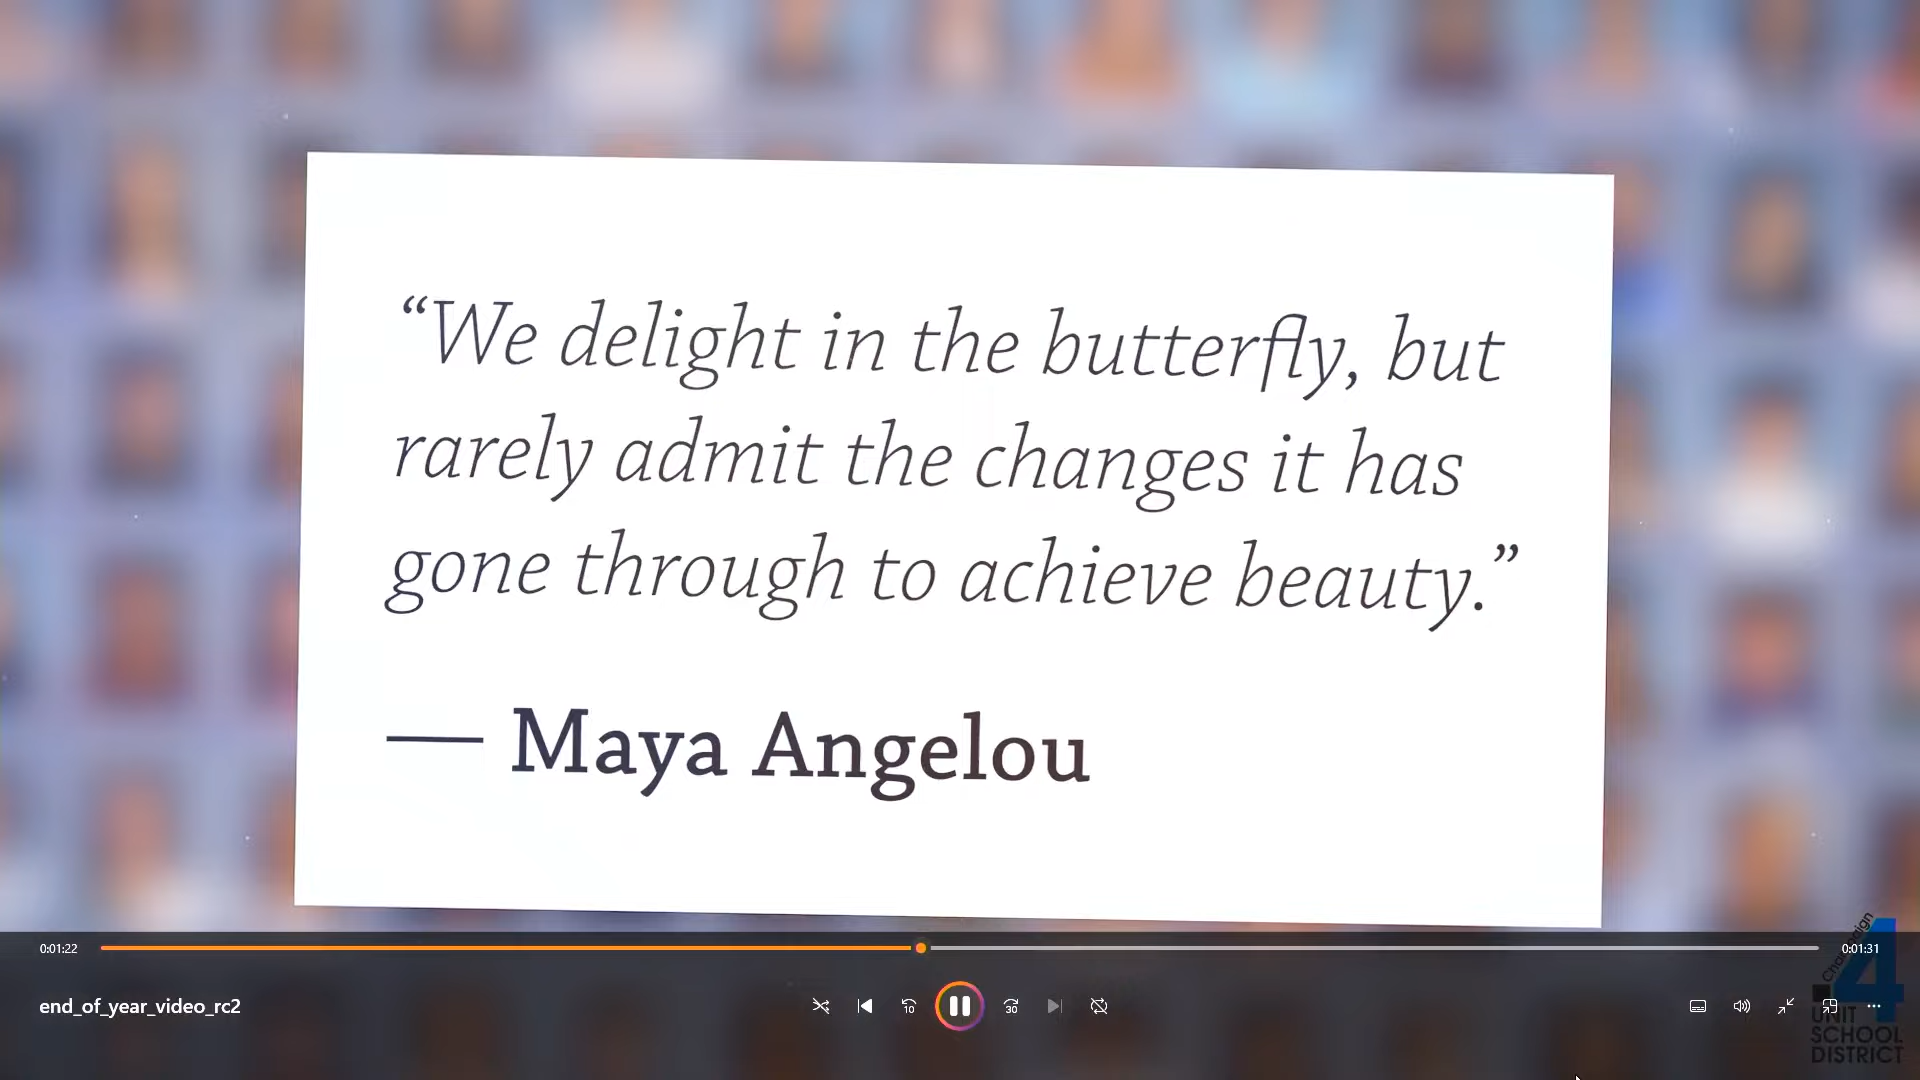 “We delight in the butterfly, but
rarely admit the changes it has
gone through to achieve beauty.”
— Maya Angelou
0:01:22
0:01:31
end_of_year_video_rc2
10
30
4
UNIT
SCHOOL
DISTRICT